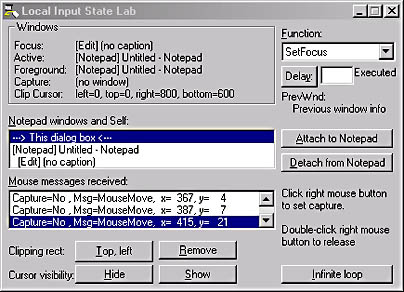 Local Input State Lab
Windows
Focus: [Edit] (no caption)
Active: [Notepad] Untitled - Notepad
Foreground: [Notepad] Untitled - Notepad
Capture: (no window)
Clip Cursor: left=0, top=0, right=800, bottom=600
Function:
SetFocus
Delay: Executed
PrevWnd:
Previous window info
Notepad windows and Self:
---> This dialog box <---
[Notepad] Untitled - Notepad
[Edit] (no caption)
Attach to Notepad
Detach from Notepad
Mouse messages received:
Capture=No , Msg=MouseMove, x= 367, y= 4
Capture=No , Msg=MouseMove, x= 387, y= 7
Capture=No , Msg=MouseMove, x= 415, y= 21
Click right mouse button
to set capture.
Double-click right mouse
button to release
Clipping rect: Top, left Remove
Cursor visibility: Hide Show
Infinite loop